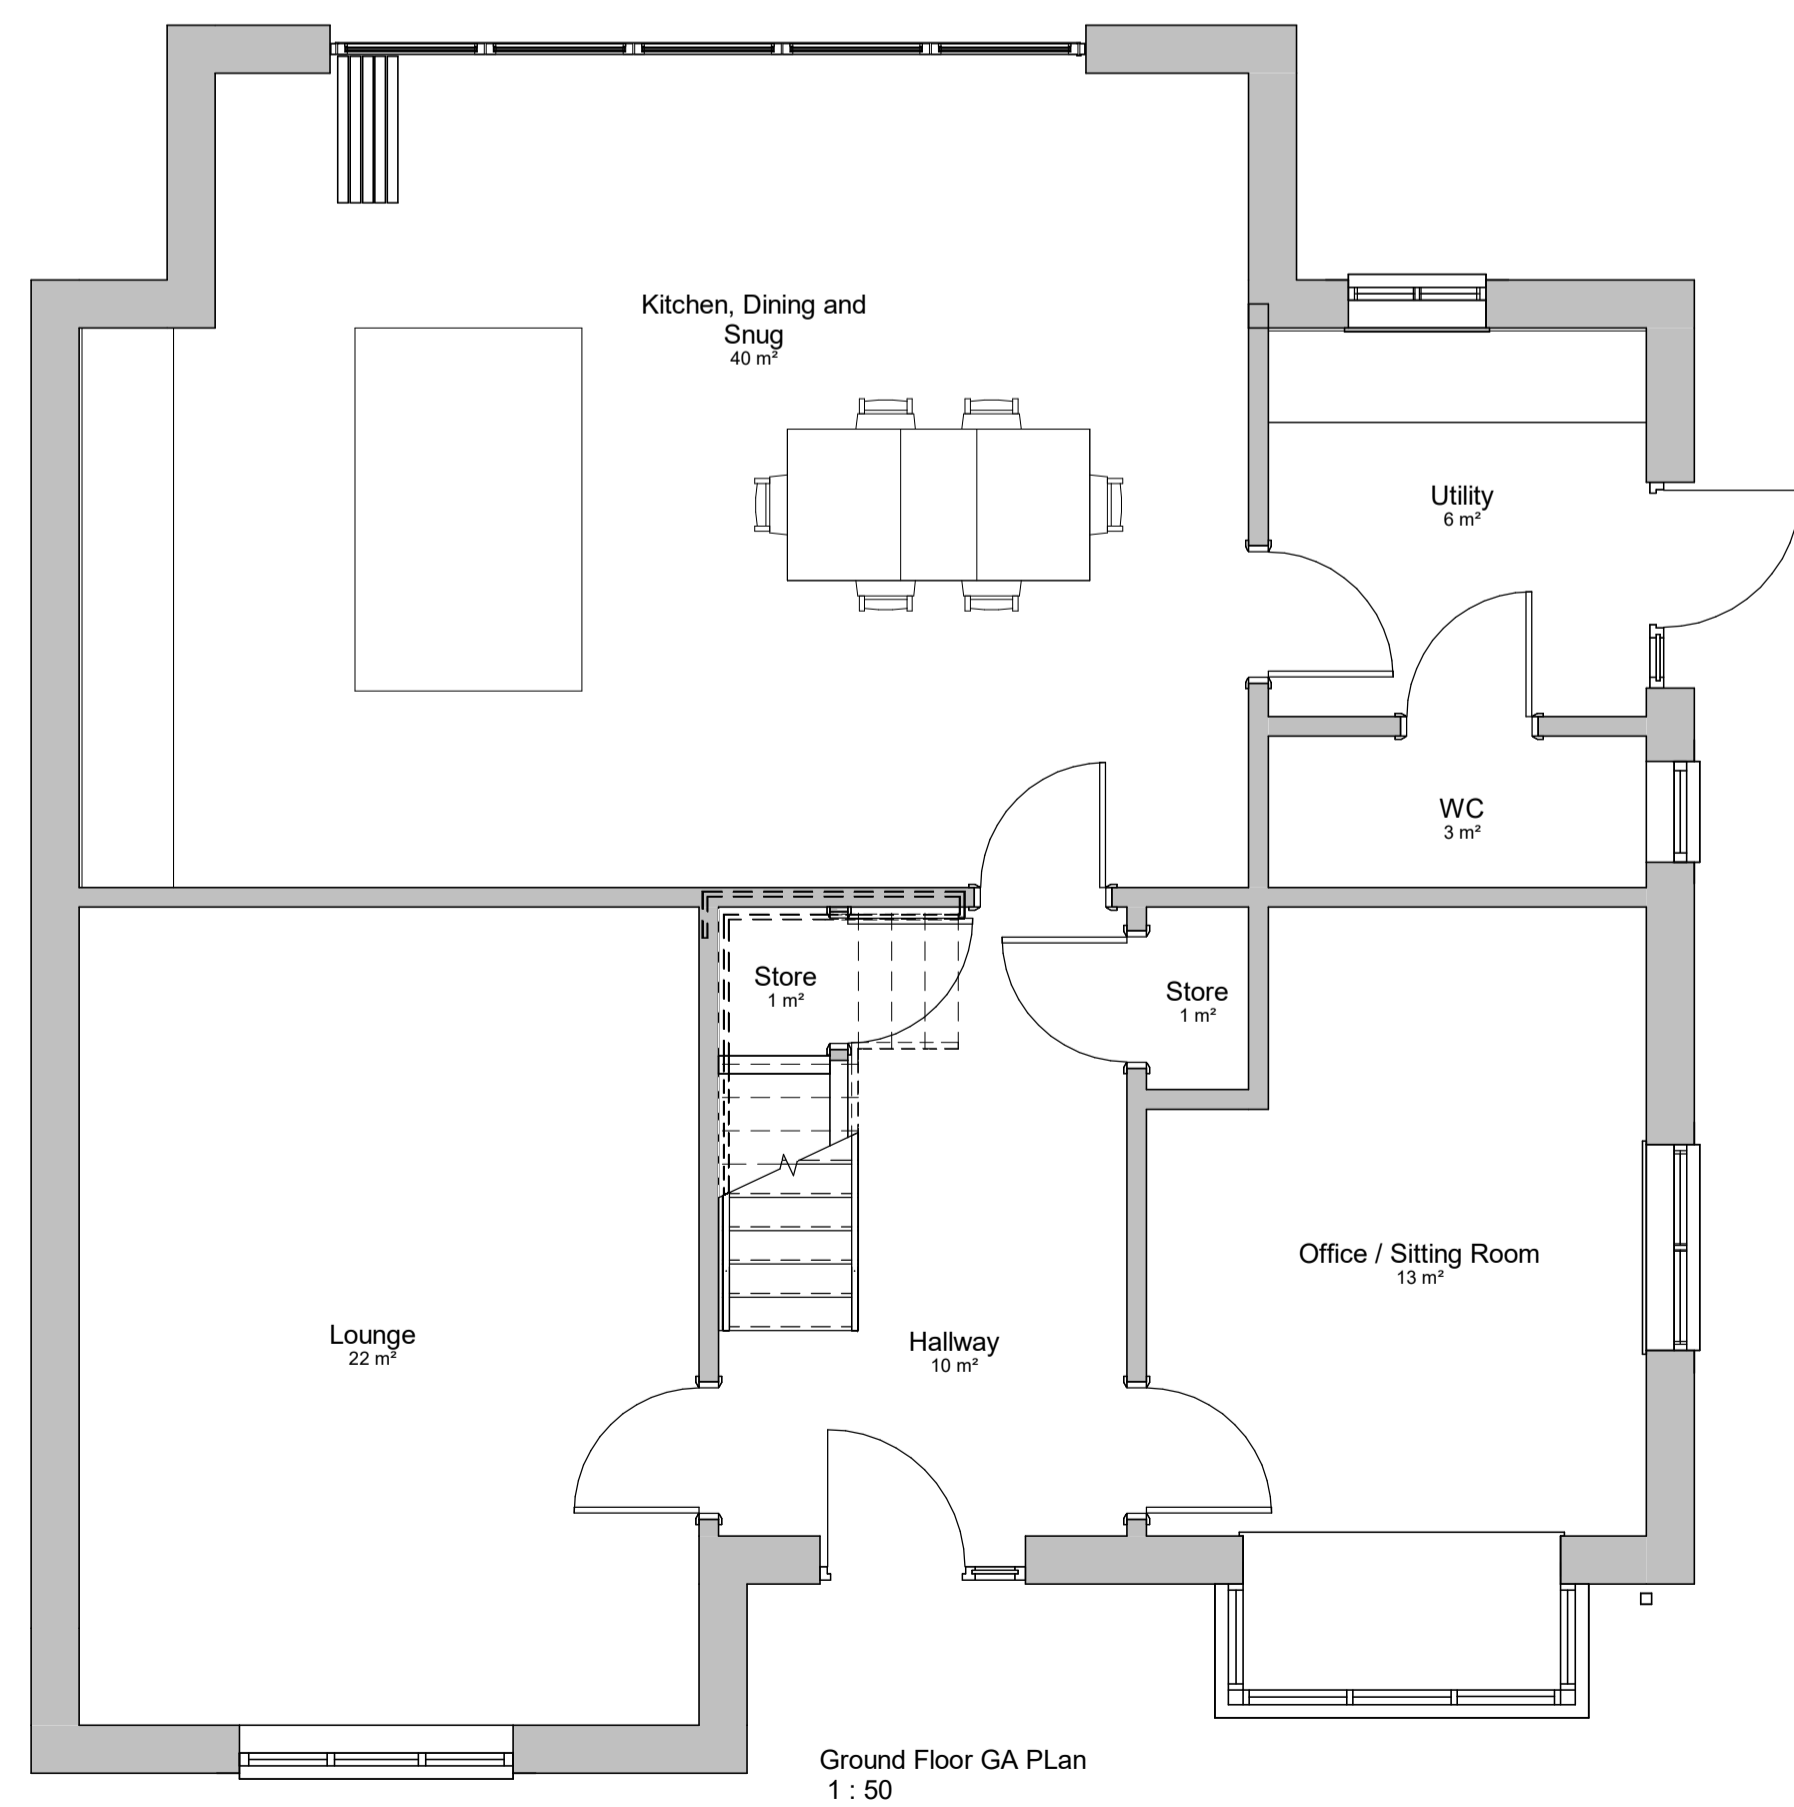 Kitchen, Dining and
Snug
40 m²
Utility
6 m²
WC
3 m²
Store
1 m²
Store
1 m²
Office / Sitting Room
13 m²
Lounge
22 m²
Hallway
10 m²
Ground Floor GA PLan
1 : 50